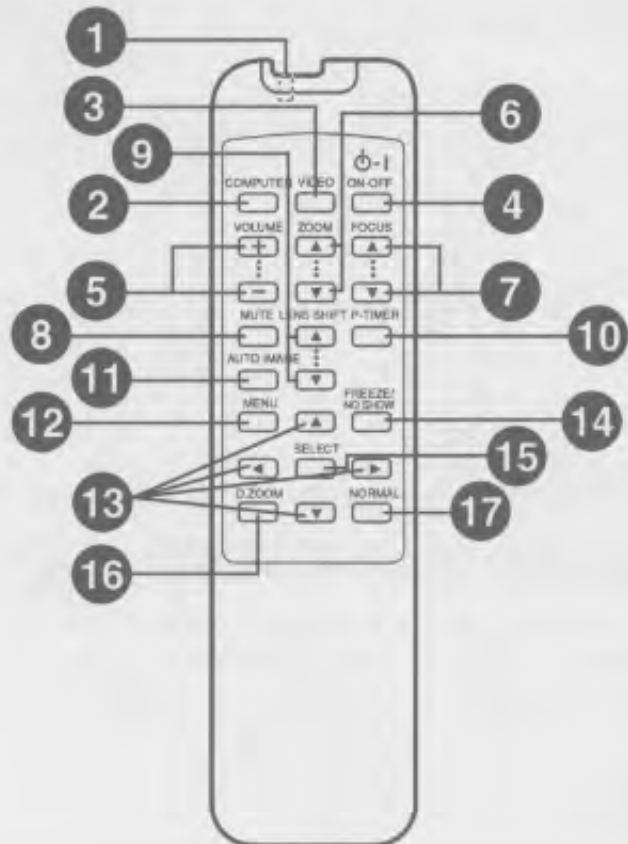 1
3
6
9
⏻-I
COMPUTER VIDEO ON-OFF
2
4
VOLUME ZOOM FOCUS
+ ▲ ▲
5
− ▼ ▼
7
MUTE LENS SHIFT P-TIMER
8
▲
10
AUTO IMAGE
11
▼
MENU
FREEZE/
NO SHOW
12
▲
14
SELECT
◀ ▶
15
13
D.ZOOM NORMAL
▼
17
16